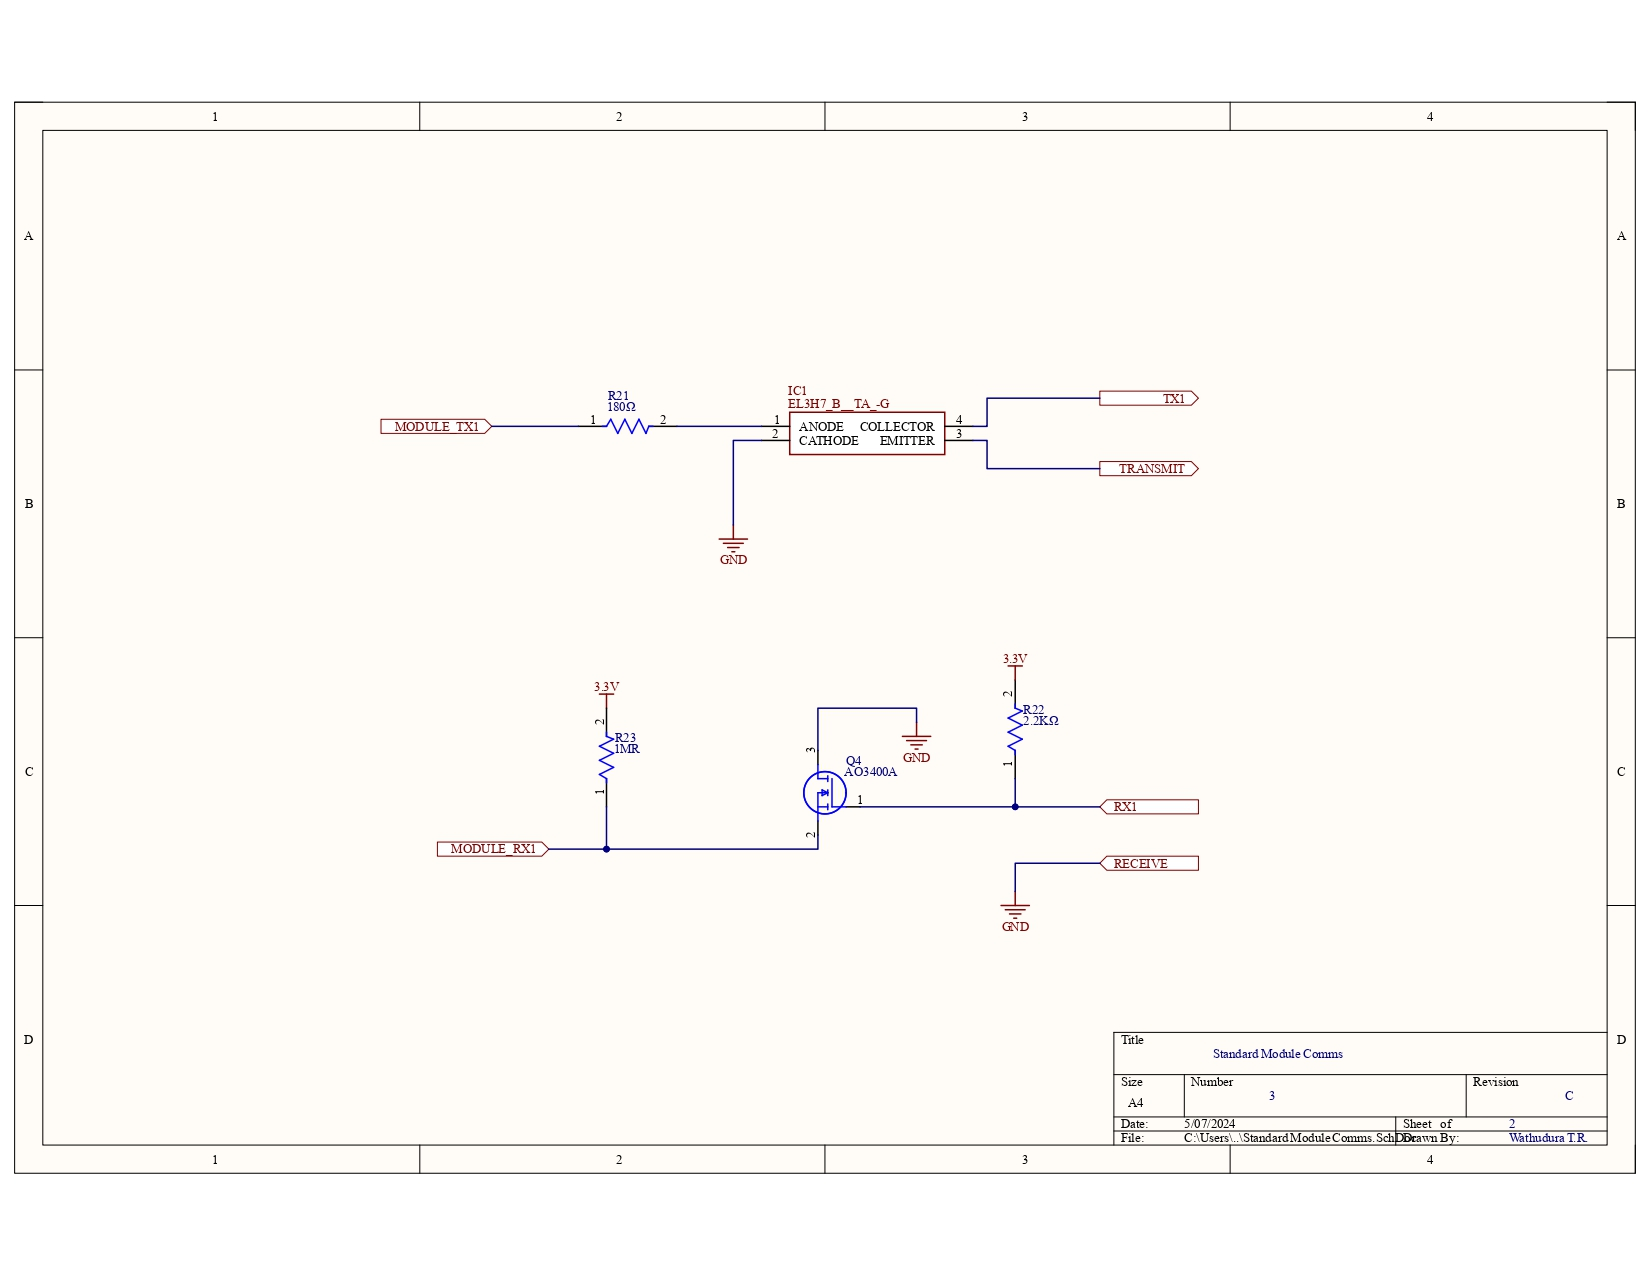 1 2 3 4
A A
IC1
R21
EL3H7_B__TA_-G
180Ω
TX1
1 2 1 ANODE COLLECTOR 4
MODULE_TX1
2 CATHODE EMITTER 3
TRANSMIT
B B
GND
3.3V
3.3V
2
R22
2.2KΩ
2
R23
1MR
3
GND
Q4
1
AO3400A
C C
1
1
RX1
2
MODULE_RX1
RECEIVE
GND
Title
D D
Standard Module Comms
Size Number Revision
3 C
A4
Date: 5/07/2024 Sheet of 2
File: C:\Users\..\Standard Module Comms.SchDoc Drawn By: Wathudura T.R.
1 2 3 4